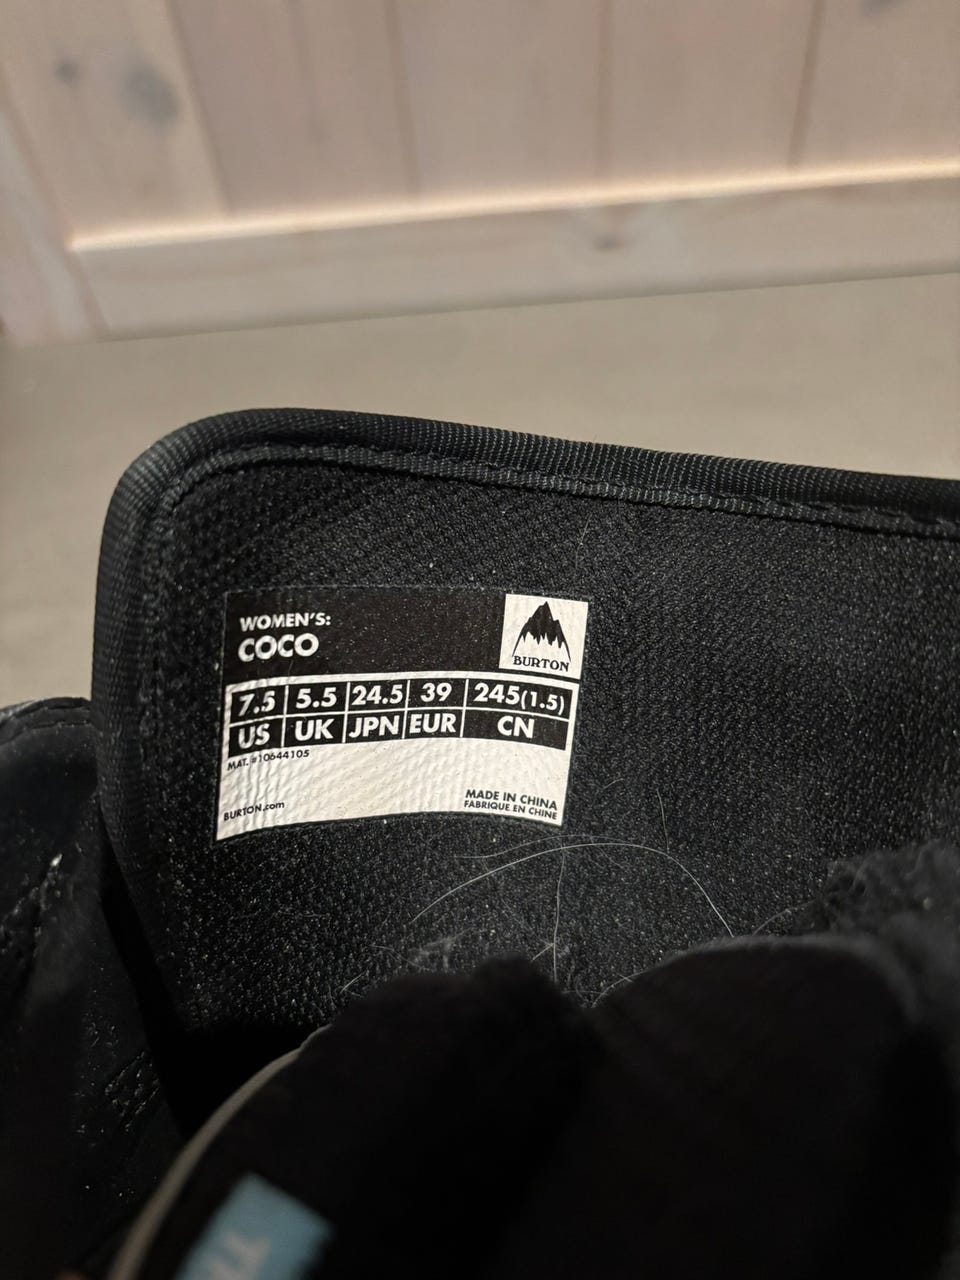 WOMEN'S:
COCO
BURTON
7.5 5.5 24.5 39 245(1.5)
US UK JPN EUR CN
MAT. #10644105
BURTON.com
MADE IN CHINA
FABRIQUE EN CHINE